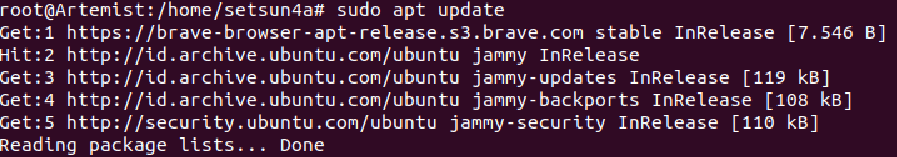 root@Artemist:/home/setsun4a# sudo apt update
Get:1 https://brave-browser-apt-release.s3.brave.com stable InRelease [7.546 B]
Hit:2 http://id.archive.ubuntu.com/ubuntu jammy InRelease
Get:3 http://id.archive.ubuntu.com/ubuntu jammy-updates InRelease [119 kB]
Get:4 http://id.archive.ubuntu.com/ubuntu jammy-backports InRelease [108 kB]
Get:5 http://security.ubuntu.com/ubuntu jammy-security InRelease [110 kB]
Reading package lists... Done